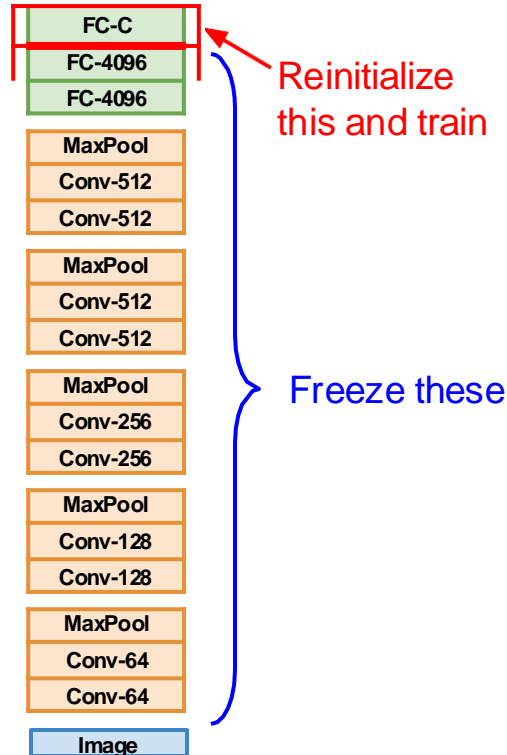 FC-C
FC-4096
FC-4096
Reinitialize
this and train
MaxPool
Conv-512
Conv-512
MaxPool
Conv-512
Conv-512
MaxPool
Conv-256
Conv-256
Freeze these
MaxPool
Conv-128
Conv-128
MaxPool
Conv-64
Conv-64
Image